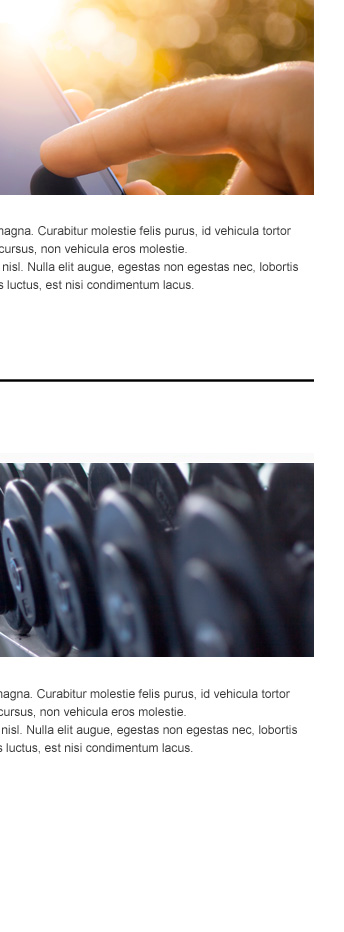 magna. Curabitur molestie felis purus, id vehicula tortor
cursus, non vehicula eros molestie.
nisl. Nulla elit augue, egestas non egestas nec, lobortis
luctus, est nisi condimentum lacus.
magna. Curabitur molestie felis purus, id vehicula tortor
cursus, non vehicula eros molestie.
nisl. Nulla elit augue, egestas non egestas nec, lobortis
luctus, est nisi condimentum lacus.